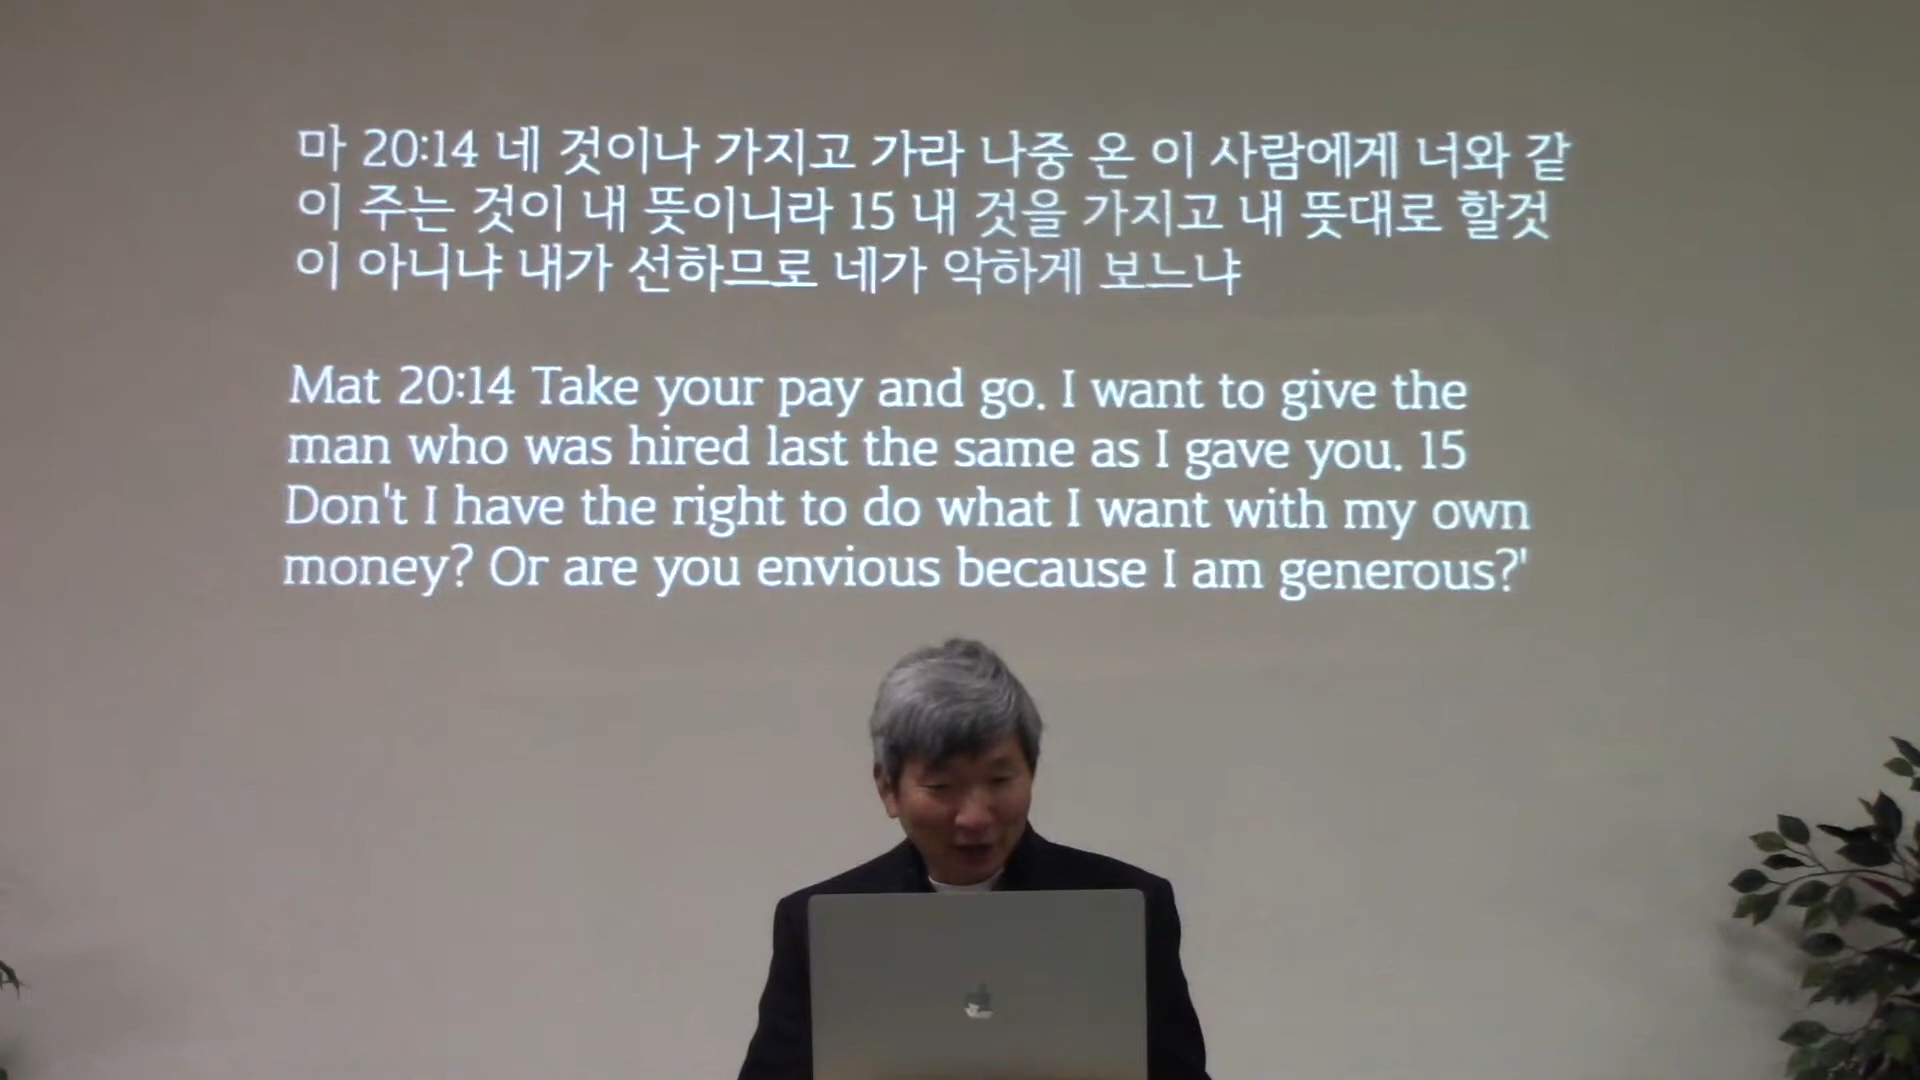 마 20:14 네 것이나 가지고 가라 나중 온 이 사람에게 너와 같
이 주는 것이 내 뜻이니라 15 내 것을 가지고 내 뜻대로 할것
이 아니냐 내가 선하므로 네가 악하게 보느냐
Mat 20:14 Take your pay and go. I want to give the
man who was hired last the same as I gave you. 15
Don't I have the right to do what I want with my own
money? Or are you envious because I am generous?'